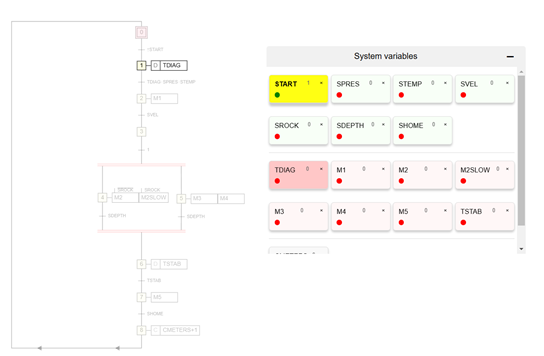 0
↑START
1 D TDIAG
TDIAG SPRES STEMP
2 M1
SVEL
3
1
SROCK SROCK
4 M2 M2SLOW 5 M3 M4
SDEPTH SDEPTH
6 TSTAB
TSTAB
7 M5
SHOME
8 C CMETERS+1
System variables
START 1 SPRES 0 STEMP 0 SVEL 0
SROCK 0 SDEPTH 0 SHOME 0
TDIAG 0 M1 0 M2 0 M2SLOW 0
M3 0 M4 0 M5 0 TSTAB 0